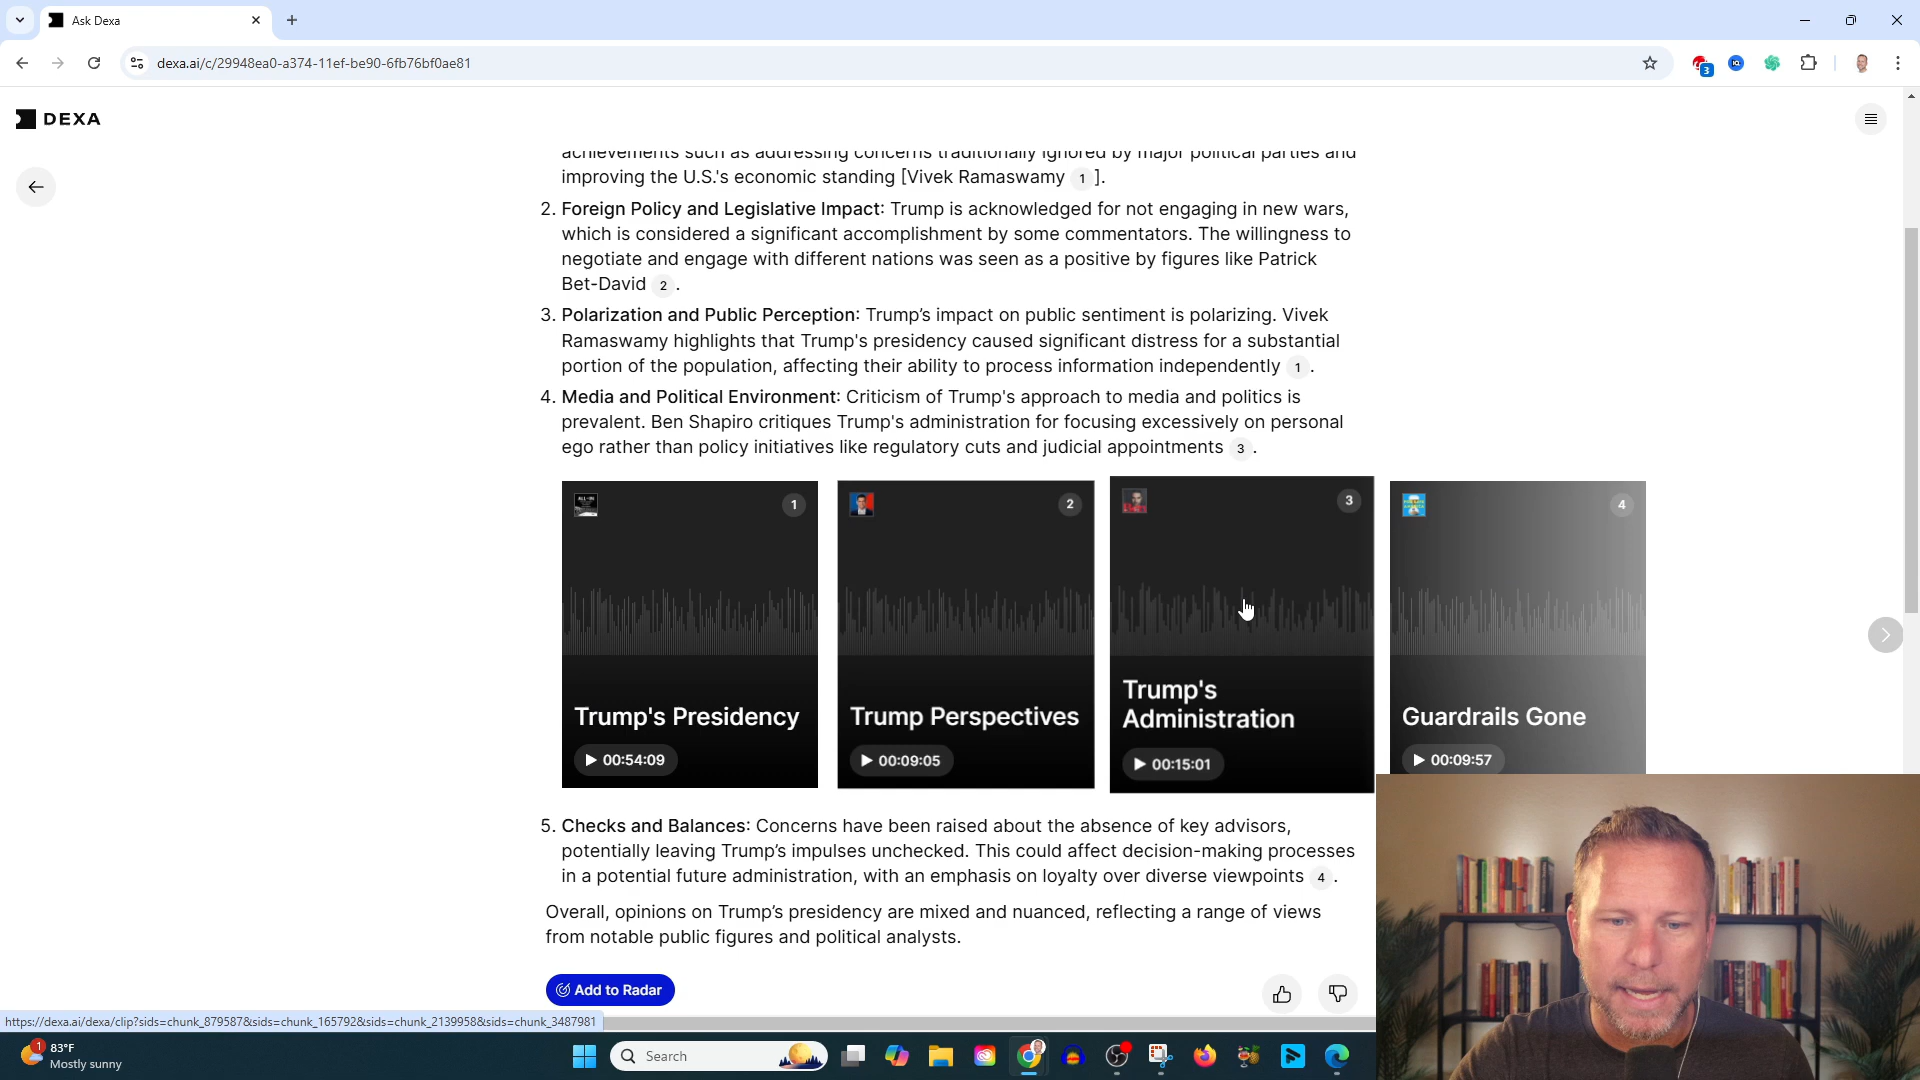 Ask Dexa
dexa.ai/c/29948ea0-a374-11ef-be90-6fb76bf0ae81
3
DEXA
achievements such as addressing concerns traditionally ignored by major political parties and
improving the U.S.'s economic standing [Vivek Ramaswamy 1 ].
2. Foreign Policy and Legislative Impact: Trump is acknowledged for not engaging in new wars,
which is considered a significant accomplishment by some commentators. The willingness to
negotiate and engage with different nations was seen as a positive by figures like Patrick
Bet-David 2 .
3. Polarization and Public Perception: Trump's impact on public sentiment is polarizing. Vivek
Ramaswamy highlights that Trump's presidency caused significant distress for a substantial
portion of the population, affecting their ability to process information independently 1 .
4. Media and Political Environment: Criticism of Trump's approach to media and politics is
prevalent. Ben Shapiro critiques Trump's administration for focusing excessively on personal
ego rather than policy initiatives like regulatory cuts and judicial appointments 3 .
1
Trump's Presidency
00:54:09
2
Trump Perspectives
00:09:05
3
Trump's
Administration
00:15:01
4
Guardrails Gone
00:09:57
5. Checks and Balances: Concerns have been raised about the absence of key advisors,
potentially leaving Trump's impulses unchecked. This could affect decision-making processes
in a potential future administration, with an emphasis on loyalty over diverse viewpoints 4 .
Overall, opinions on Trump's presidency are mixed and nuanced, reflecting a range of views
from notable public figures and political analysts.
Add to Radar
https://dexa.ai/dexa/clip?sids=chunk_879587&sids=chunk_165792&sids=chunk_2139958&sids=chunk_3487981
1
83°F
Mostly sunny
Search